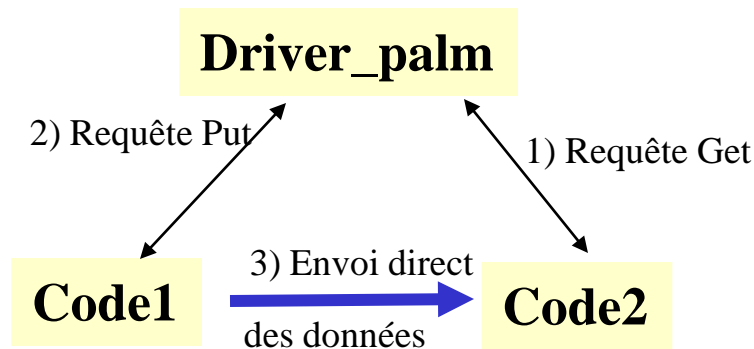 Driver_palm
2) Requête Put
1) Requête Get
3) Envoi direct
des données
Code1
Code2